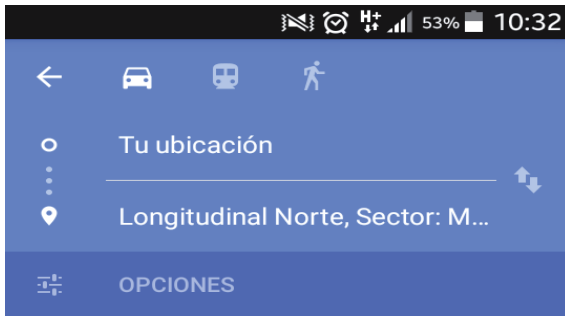 H+ 53% 10:32
Tu ubicación
Longitudinal Norte, Sector: M...
OPCIONES